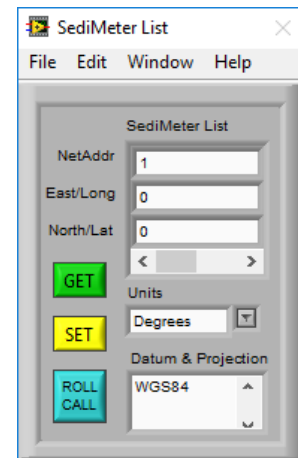 SediMeter List
File Edit Window Help
SediMeter List
NetAddr 1
East/Long 0
North/Lat 0
GET
Units
Degrees
SET
Datum & Projection
ROLL
CALL
WGS84